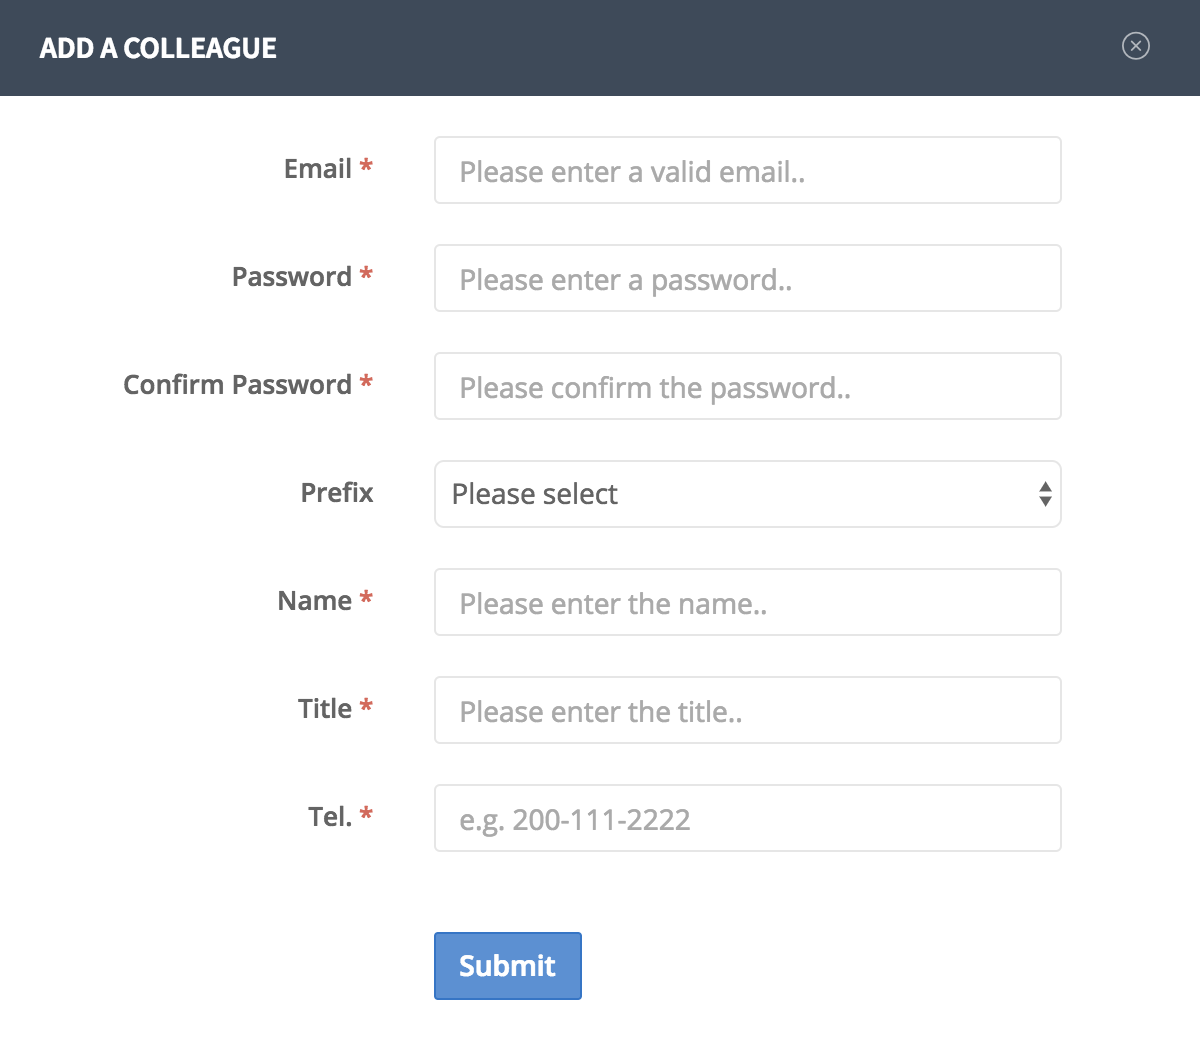 ADD A COLLEAGUE
Email * Please enter a valid email..
Password * Please enter a password..
Confirm Password * Please confirm the password..
Prefix Please select
Name * Please enter the name..
Title * Please enter the title..
Tel. * e.g. 200-111-2222
Submit